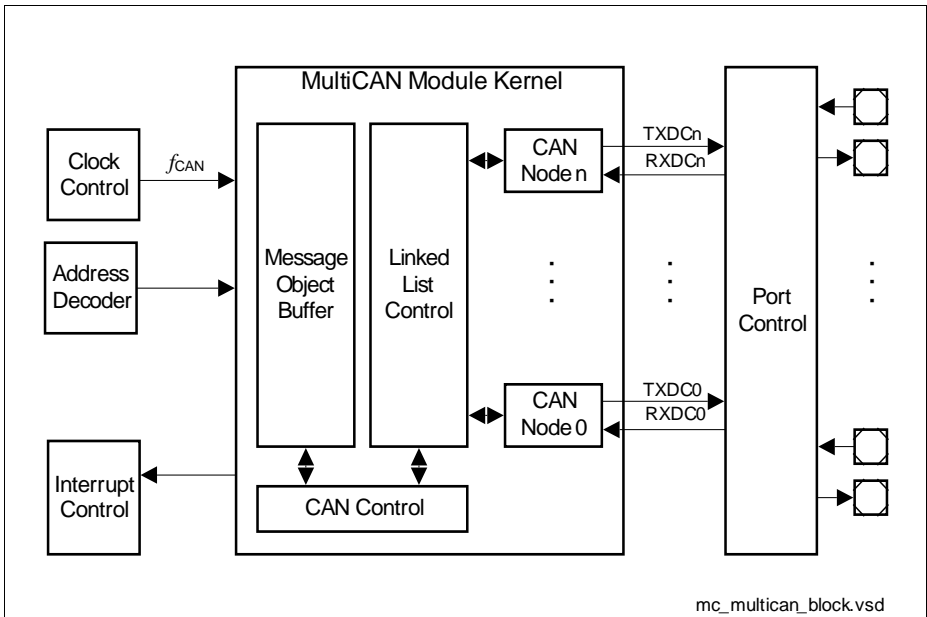 MultiCAN Module Kernel
Clock
Control
fCAN
Address
Decoder
Interrupt
Control
Message
Object
Buffer
Linked
List
Control
CAN Control
CAN
Node n
CAN
Node 0
TXDCn
RXDCn
TXDC0
RXDC0
Port
Control
mc_multican_block.vsd